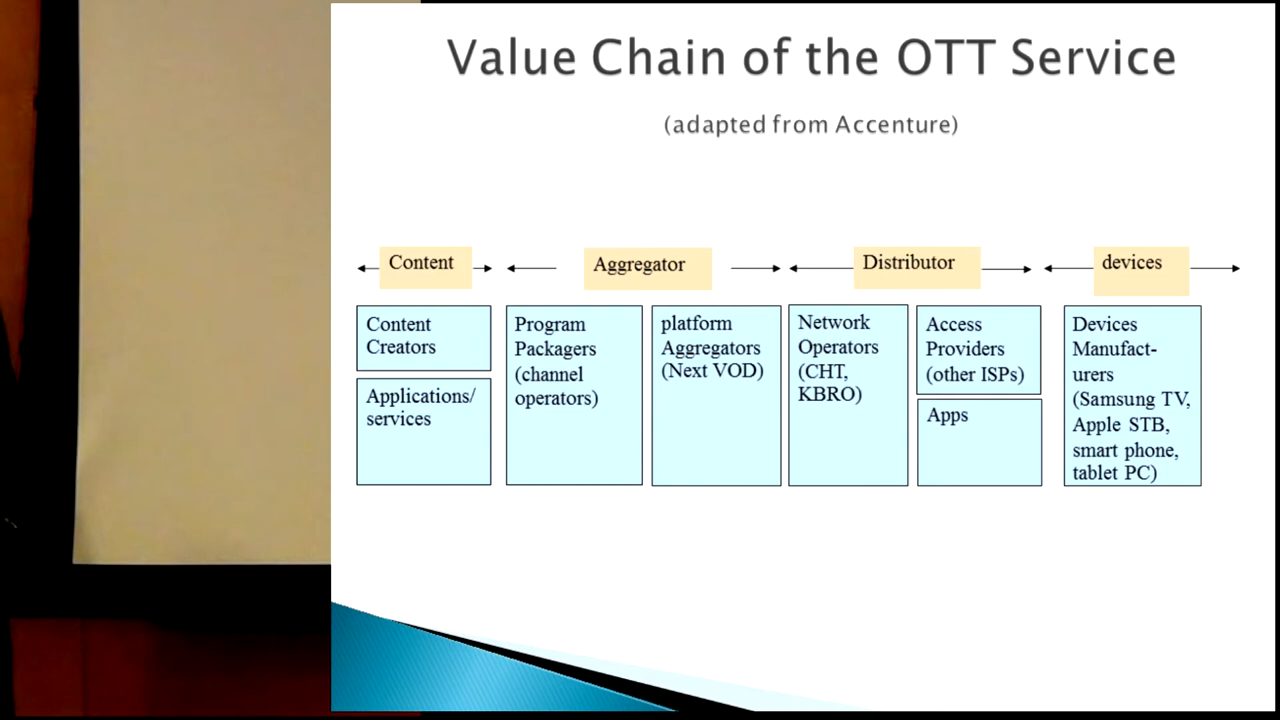 Value Chain of the OTT Service
(adapted from Accenture)
Content
Aggregator
Distributor
devices
Content
Creators
Applications/
services
Program
Packagers
(channel
operators)
platform
Aggregators
(Next VOD)
Network
Operators
(CHT,
KBRO)
Access
Providers
(other ISPs)
Apps
Devices
Manufact-
urers
(Samsung TV,
Apple STB,
smart phone,
tablet PC)